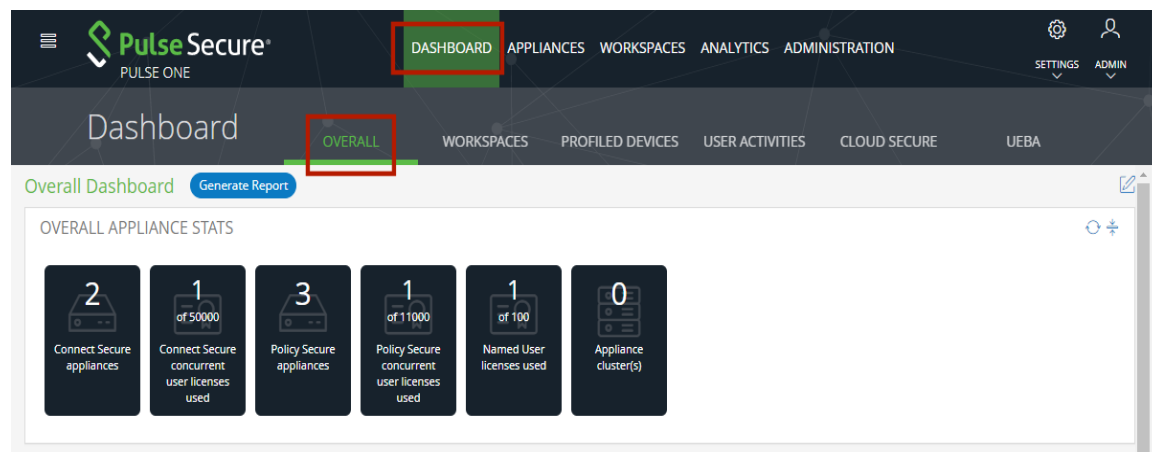 Pulse Secure®
PULSE ONE
DASHBOARD APPLIANCES WORKSPACES ANALYTICS ADMINISTRATION
SETTINGS ADMIN
Dashboard
OVERALL WORKSPACES PROFILED DEVICES USER ACTIVITIES CLOUD SECURE UEBA
Overall Dashboard Generate Report
OVERALL APPLIANCE STATS
2
Connect Secure
appliances
1
of 50000
Connect Secure
concurrent
user licenses
used
3
Policy Secure
appliances
1
of 11000
Policy Secure
concurrent
user licenses
used
1
of 100
Named User
licenses used
0
Appliance
cluster(s)